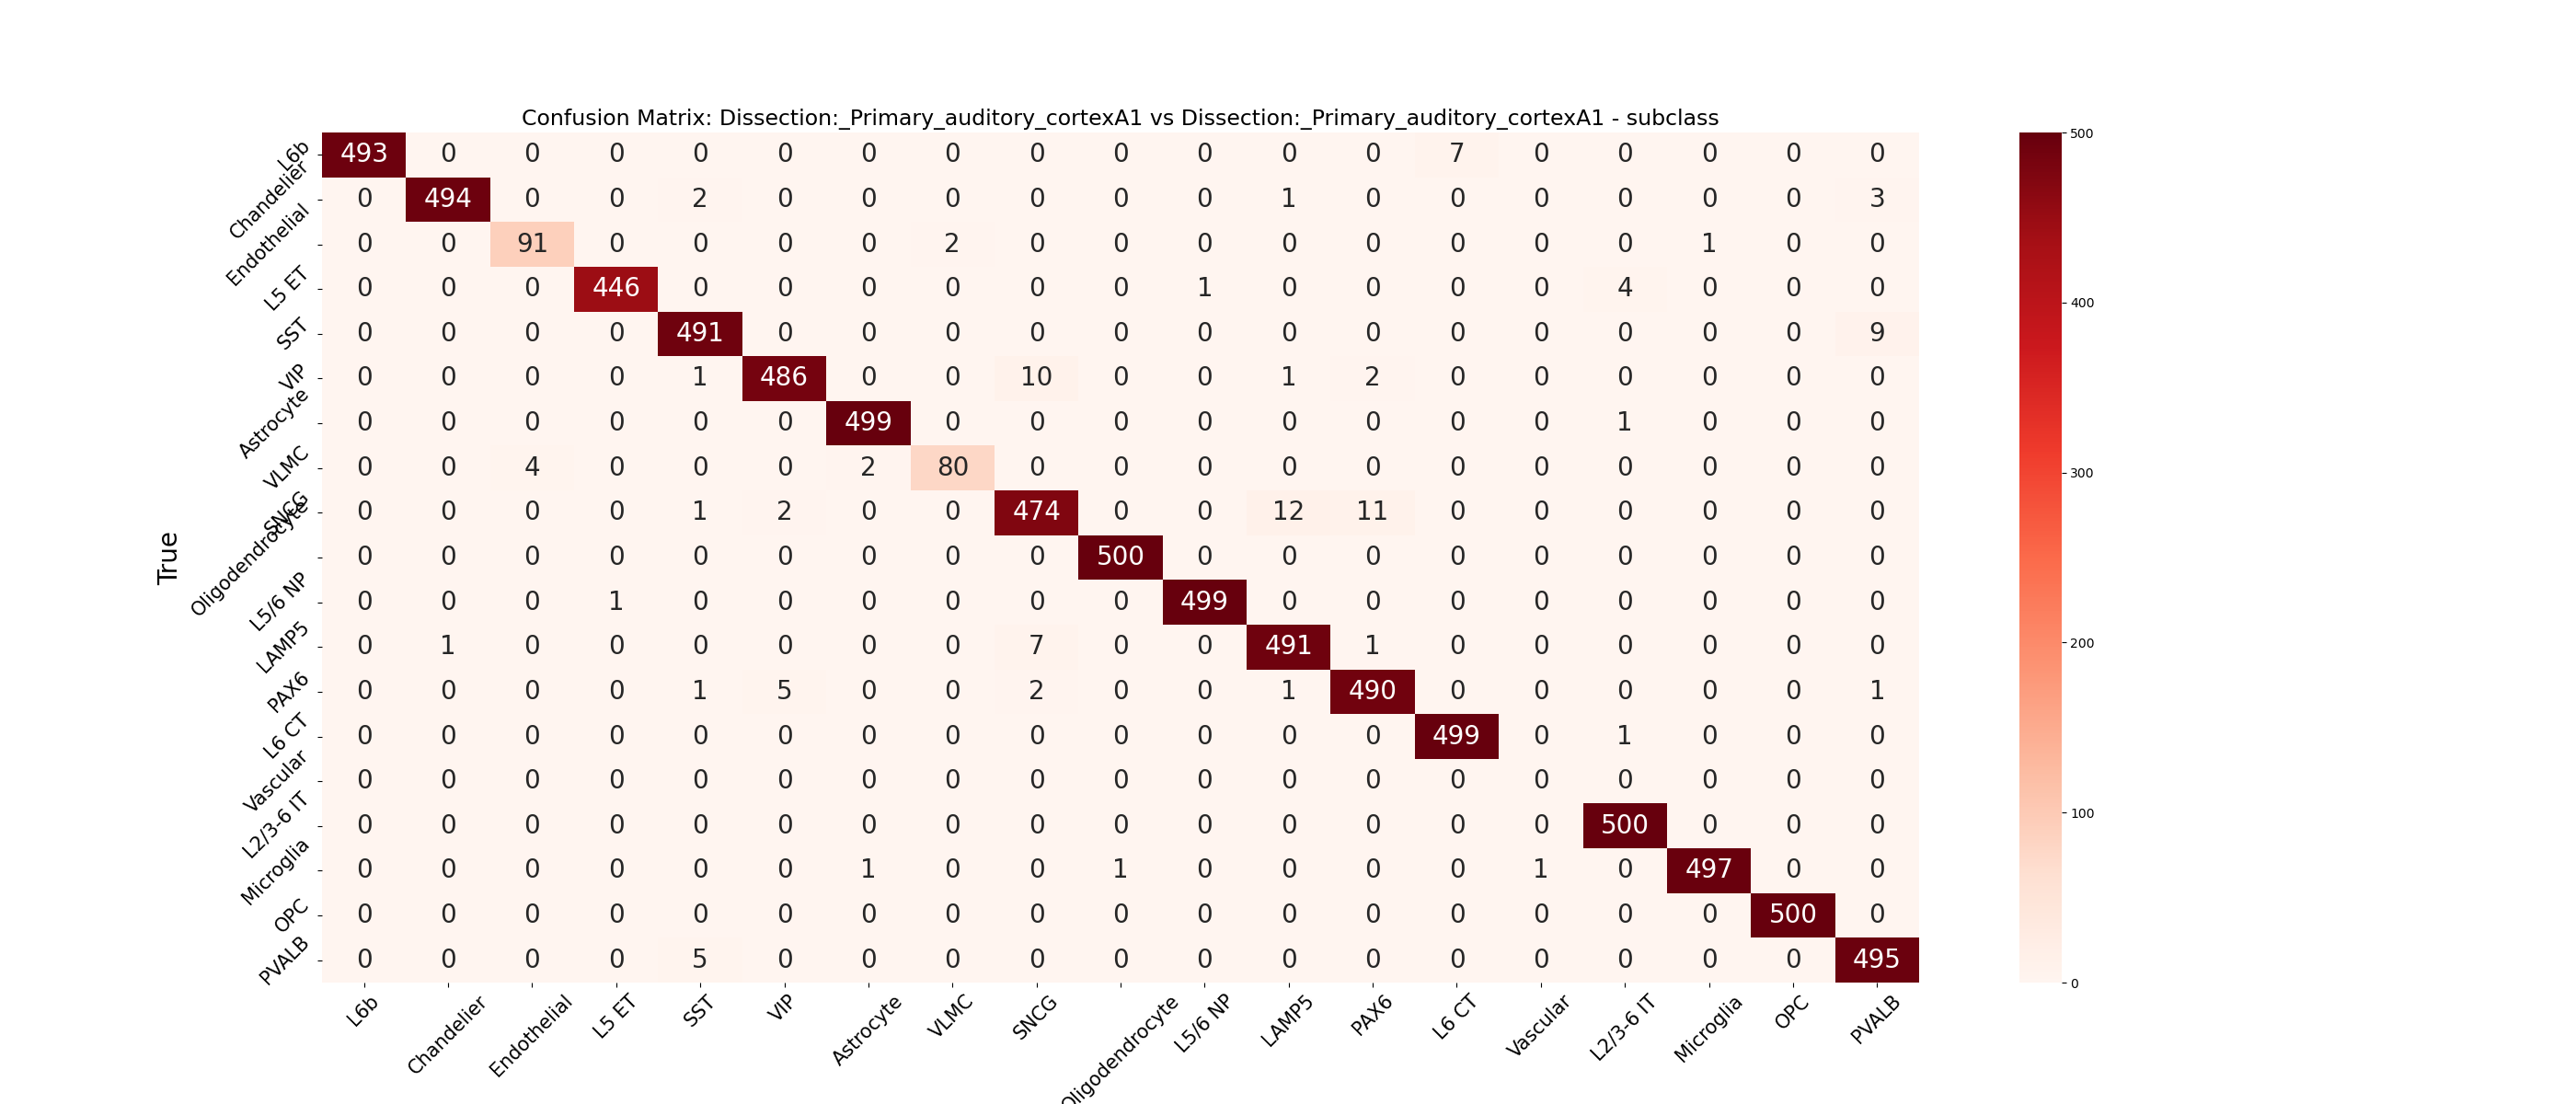 Confusion Matrix: Dissection:_Primary_auditory_cortexA1 vs Dissection:_Primary_auditory_cortexA1 - subclass
True
L6b 493 0 0 0 0 0 0 0 0 0 0 0 0 7 0 0 0 0 0
Chandelier 0 494 0 0 2 0 0 0 0 0 0 1 0 0 0 0 0 0 3
Endothelial 0 0 91 0 0 0 0 2 0 0 0 0 0 0 0 0 1 0 0
L5 ET 0 0 0 446 0 0 0 0 0 0 1 0 0 0 0 4 0 0 0
SST 0 0 0 0 491 0 0 0 0 0 0 0 0 0 0 0 0 0 9
VIP 0 0 0 0 1 486 0 0 10 0 0 1 2 0 0 0 0 0 0
Astrocyte 0 0 0 0 0 0 499 0 0 0 0 0 0 0 0 1 0 0 0
VLMC 0 0 4 0 0 0 2 80 0 0 0 0 0 0 0 0 0 0 0
SNCG 0 0 0 0 1 2 0 0 474 0 0 12 11 0 0 0 0 0 0
Oligodendrocyte 0 0 0 0 0 0 0 0 0 500 0 0 0 0 0 0 0 0 0
L5/6 NP 0 0 0 1 0 0 0 0 0 0 499 0 0 0 0 0 0 0 0
LAMP5 0 1 0 0 0 0 0 0 7 0 0 491 1 0 0 0 0 0 0
PAX6 0 0 0 0 1 5 0 0 2 0 0 1 490 0 0 0 0 0 1
L6 CT 0 0 0 0 0 0 0 0 0 0 0 0 0 499 0 1 0 0 0
Vascular 0 0 0 0 0 0 0 0 0 0 0 0 0 0 0 0 0 0 0
L2/3-6 IT 0 0 0 0 0 0 0 0 0 0 0 0 0 0 0 500 0 0 0
Microglia 0 0 0 0 0 0 1 0 0 1 0 0 0 0 1 0 497 0 0
OPC 0 0 0 0 0 0 0 0 0 0 0 0 0 0 0 0 0 500 0
PVALB 0 0 0 0 5 0 0 0 0 0 0 0 0 0 0 0 0 0 495
L6b Chandelier Endothelial L5 ET SST VIP Astrocyte VLMC SNCG Oligodendrocyte L5/6 NP LAMP5 PAX6 L6 CT Vascular L2/3-6 IT Microglia OPC PVALB
500
400
300
200
100
0